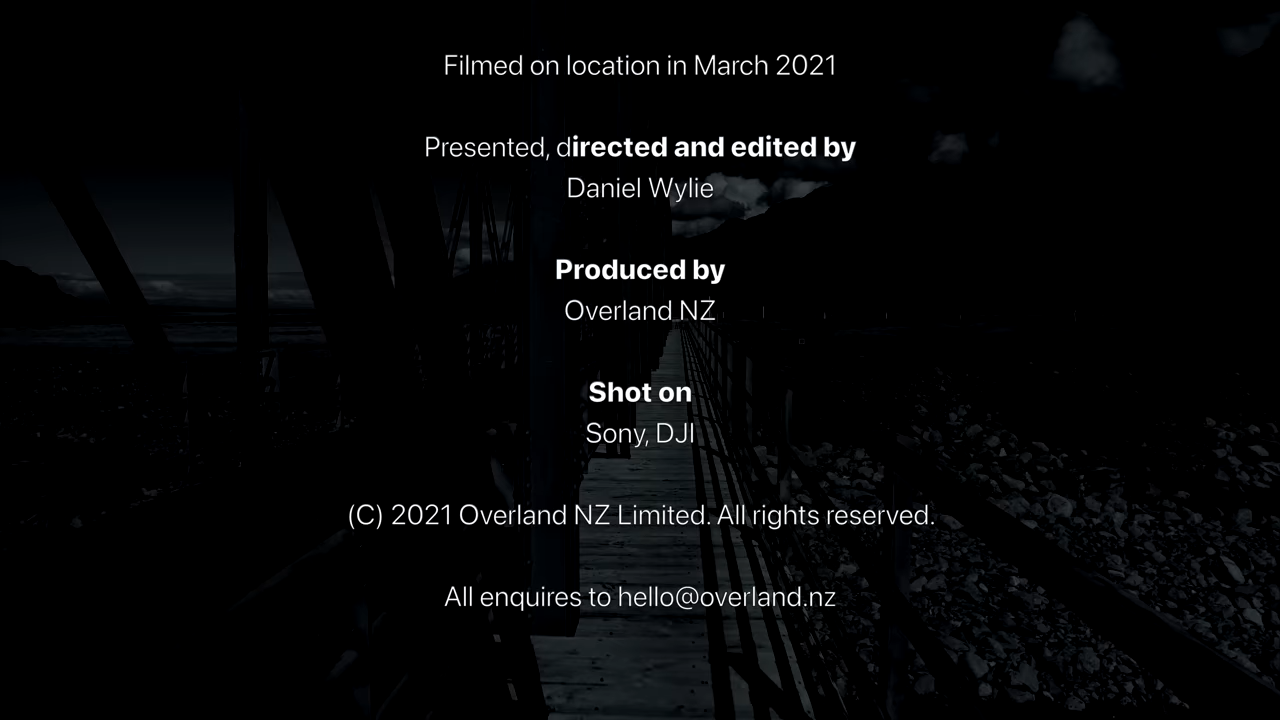 Filmed on location in March 2021
Presented, directed and edited by
Daniel Wylie
Produced by
Overland NZ
Shot on
Sony, DJI
(C) 2021 Overland NZ Limited. All rights reserved.
All enquires to hello@overland.nz